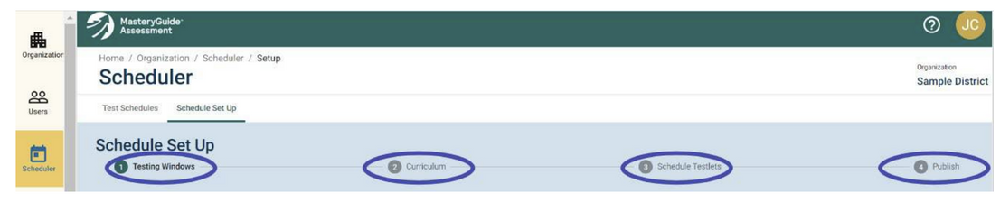 MasteryGuide
Assessment
JC
Organization
Home / Organization / Scheduler / Setup
Scheduler
Organization
Sample District
Users
Test Schedules Schedule Set Up
Scheduler
Schedule Set Up
1 Testing Windows 2 Curriculum 3 Schedule Testlets 4 Publish